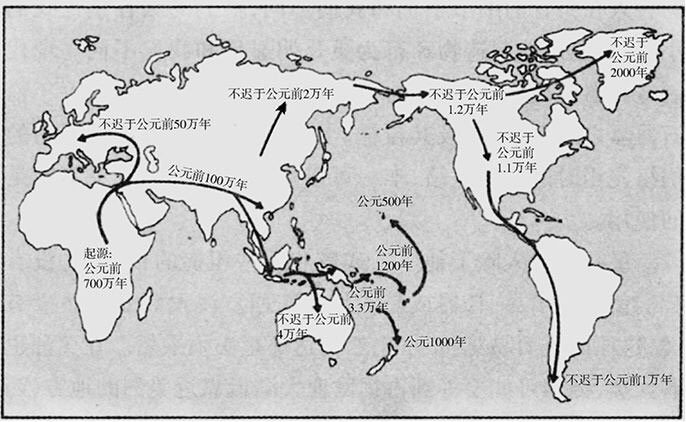 不迟于
公元前
2000年
不迟于公元前2万年
不迟于公元前
1.2万年
不迟于公元前50万年
不迟于
公元前
1.1万年
公元前100万年
公元500年
起源:
公元前
700万年
公元前
1200年
公元前
3.3万年
不迟于公元前
4万年
公元1000年
不迟于公元前1万年